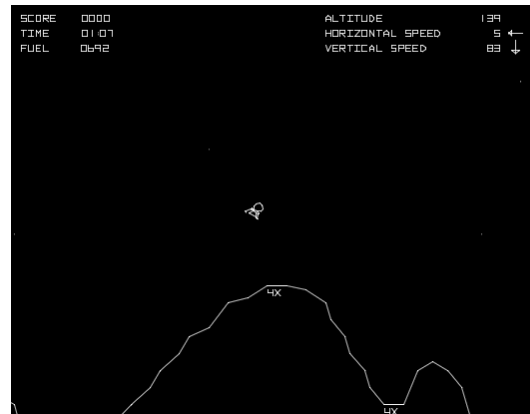 SCORE 0000
TIME 01:07
FUEL 0692
ALTITUDE 139
HORIZONTAL SPEED 5 ←
VERTICAL SPEED 83 ↓
4X
4X